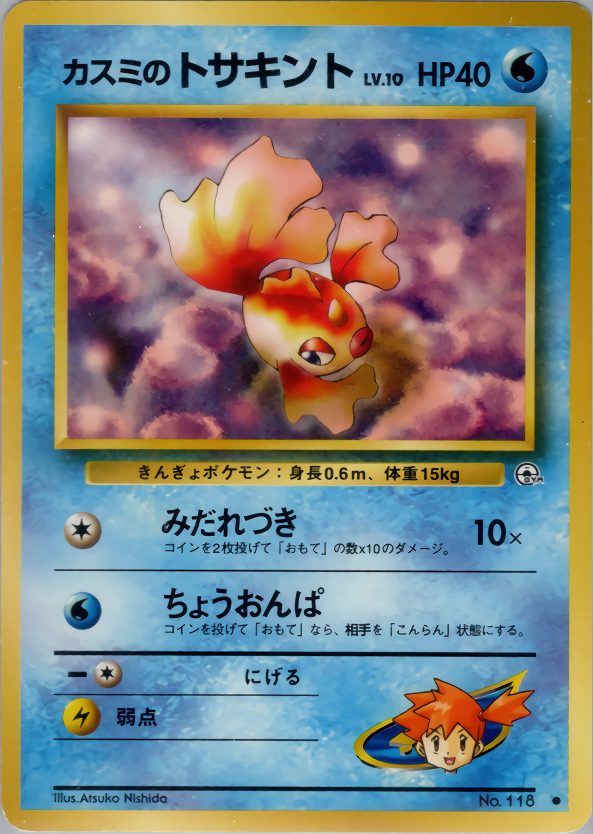 カスミのトサキント LV.10 HP40
きんぎょポケモン：身長0.6m、体重15kg
GYM
みだれづき 10×
コインを2枚投げて「おもて」の数x10のダメージ。
ちょうおんぱ
コインを投げて「おもて」なら、相手を「こんらん」状態にする。
にげる
弱点
Illus.Atsuko Nishida No. 118